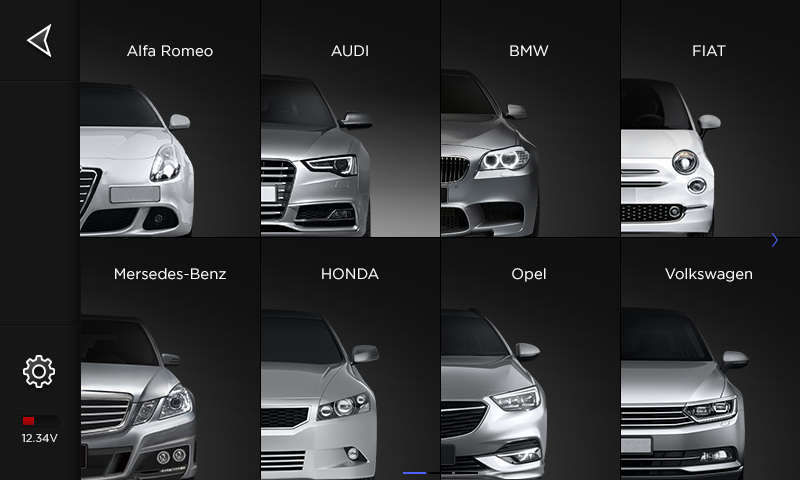 Alfa Romeo
AUDI
BMW
FIAT
Mersedes-Benz
HONDA
Opel
Volkswagen
12.34V